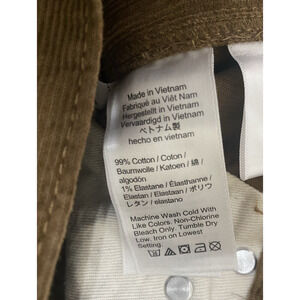 Made in Vietnam
Fabriqué au Viêt Nam
Hergestellt in Vietnam
Vervaardigd in Vietnam
ベトナム製
hecho en vietnam
99% Cotton / Coton /
Baumwolle / Katoen / 綿 /
algodón
1% Elastane / Élasthanne /
Elastan / Elastaan / ポリウ
レタン / elastano
Machine Wash Cold With
Like Colors. Non-Chlorine
Bleach Only. Tumble Dry
Low. Iron on Lowest
Setting.